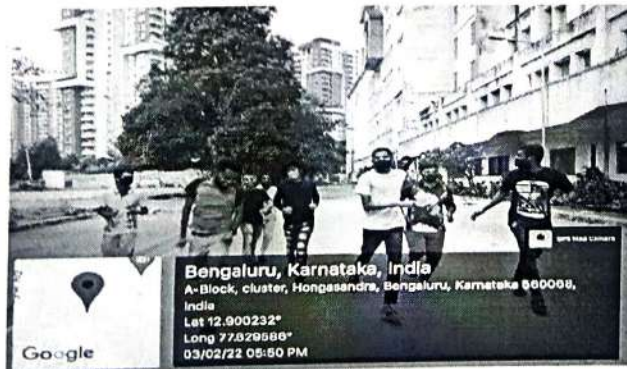 GPS Map Camera
Bengaluru, Karnataka, India
A-Block, cluster, Hongasandra, Bengaluru, Karnataka 560068,
India
Lat 12.900232°
Long 77.629586°
03/02/22 05:50 PM
Google